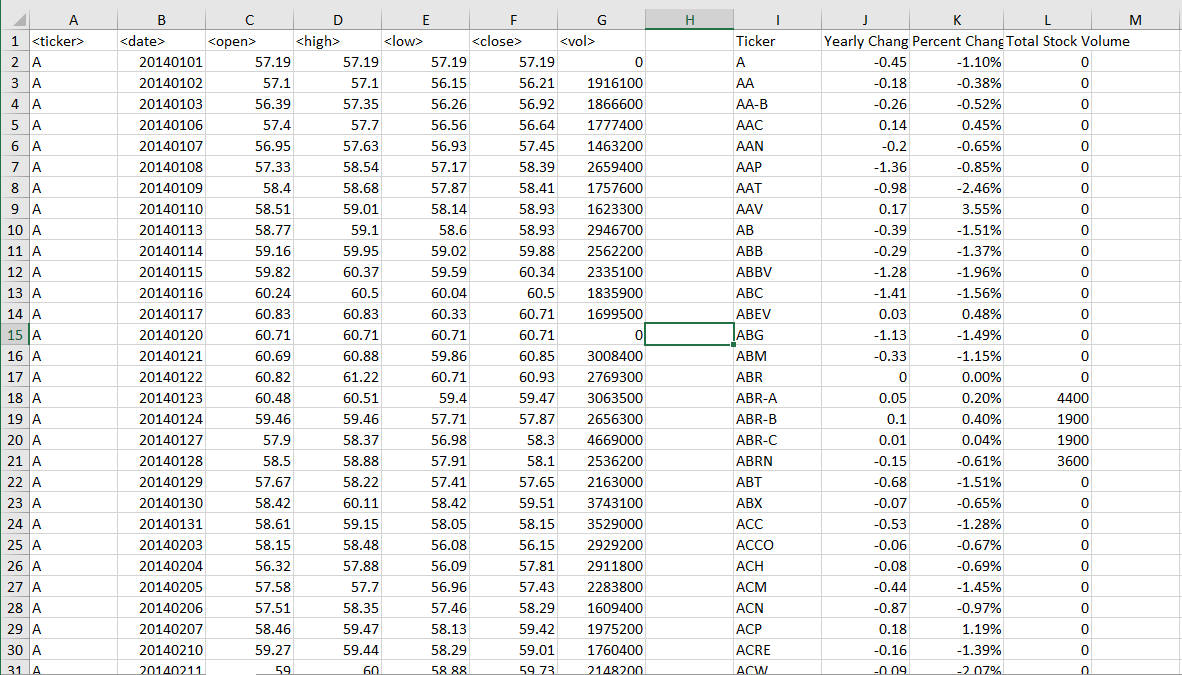 A B C D E F G H I J K L M
1 <ticker> <date> <open> <high> <low> <close> <vol> Ticker Yearly Chang Percent Chang Total Stock Volume
2 A 20140101 57.19 57.19 57.19 57.19 0 A -0.45 -1.10% 0
3 A 20140102 57.1 57.1 56.15 56.21 1916100 AA -0.18 -0.38% 0
4 A 20140103 56.39 57.35 56.26 56.92 1866600 AA-B -0.26 -0.52% 0
5 A 20140106 57.4 57.7 56.56 56.64 1777400 AAC 0.14 0.45% 0
6 A 20140107 56.95 57.63 56.93 57.45 1463200 AAN -0.2 -0.65% 0
7 A 20140108 57.33 58.54 57.17 58.39 2659400 AAP -1.36 -0.85% 0
8 A 20140109 58.4 58.68 57.87 58.41 1757600 AAT -0.98 -2.46% 0
9 A 20140110 58.51 59.01 58.14 58.93 1623300 AAV 0.17 3.55% 0
10 A 20140113 58.77 59.1 58.6 58.93 2946700 AB -0.39 -1.51% 0
11 A 20140114 59.16 59.95 59.02 59.88 2562200 ABB -0.29 -1.37% 0
12 A 20140115 59.82 60.37 59.59 60.34 2335100 ABBV -1.28 -1.96% 0
13 A 20140116 60.24 60.5 60.04 60.5 1835900 ABC -1.41 -1.56% 0
14 A 20140117 60.83 60.83 60.33 60.71 1699500 ABEV 0.03 0.48% 0
15 A 20140120 60.71 60.71 60.71 60.71 0 ABG -1.13 -1.49% 0
16 A 20140121 60.69 60.88 59.86 60.85 3008400 ABM -0.33 -1.15% 0
17 A 20140122 60.82 61.22 60.71 60.93 2769300 ABR 0 0.00% 0
18 A 20140123 60.48 60.51 59.4 59.47 3063500 ABR-A 0.05 0.20% 4400
19 A 20140124 59.46 59.46 57.71 57.87 2656300 ABR-B 0.1 0.40% 1900
20 A 20140127 57.9 58.37 56.98 58.3 4669000 ABR-C 0.01 0.04% 1900
21 A 20140128 58.5 58.88 57.91 58.1 2536200 ABRN -0.15 -0.61% 3600
22 A 20140129 57.67 58.22 57.41 57.65 2163000 ABT -0.68 -1.51% 0
23 A 20140130 58.42 60.11 58.42 59.51 3743100 ABX -0.07 -0.65% 0
24 A 20140131 58.61 59.15 58.05 58.15 3529000 ACC -0.53 -1.28% 0
25 A 20140203 58.15 58.48 56.08 56.15 2929200 ACCO -0.06 -0.67% 0
26 A 20140204 56.32 57.88 56.09 57.81 2911800 ACH -0.08 -0.69% 0
27 A 20140205 57.58 57.7 56.96 57.43 2283800 ACM -0.44 -1.45% 0
28 A 20140206 57.51 58.35 57.46 58.29 1609400 ACN -0.87 -0.97% 0
29 A 20140207 58.46 59.47 58.13 59.42 1975200 ACP 0.18 1.19% 0
30 A 20140210 59.27 59.44 58.29 59.01 1760400 ACRE -0.16 -1.39% 0
31 A 20140211 59 60 58.88 59.73 2148200 ACW -0.09 -2.07% 0